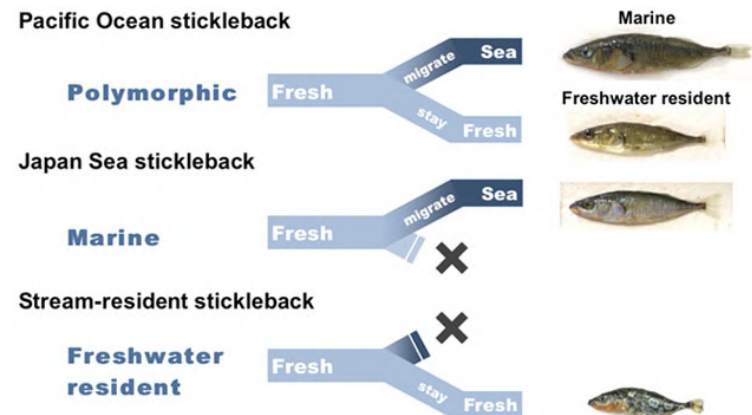 Pacific Ocean stickleback
Marine
Sea
migrate
Polymorphic
Fresh
stay
Fresh
Freshwater resident
Japan Sea stickleback
Sea
migrate
Marine
Fresh
Stream-resident stickleback
Freshwater
resident
Fresh
stay
Fresh